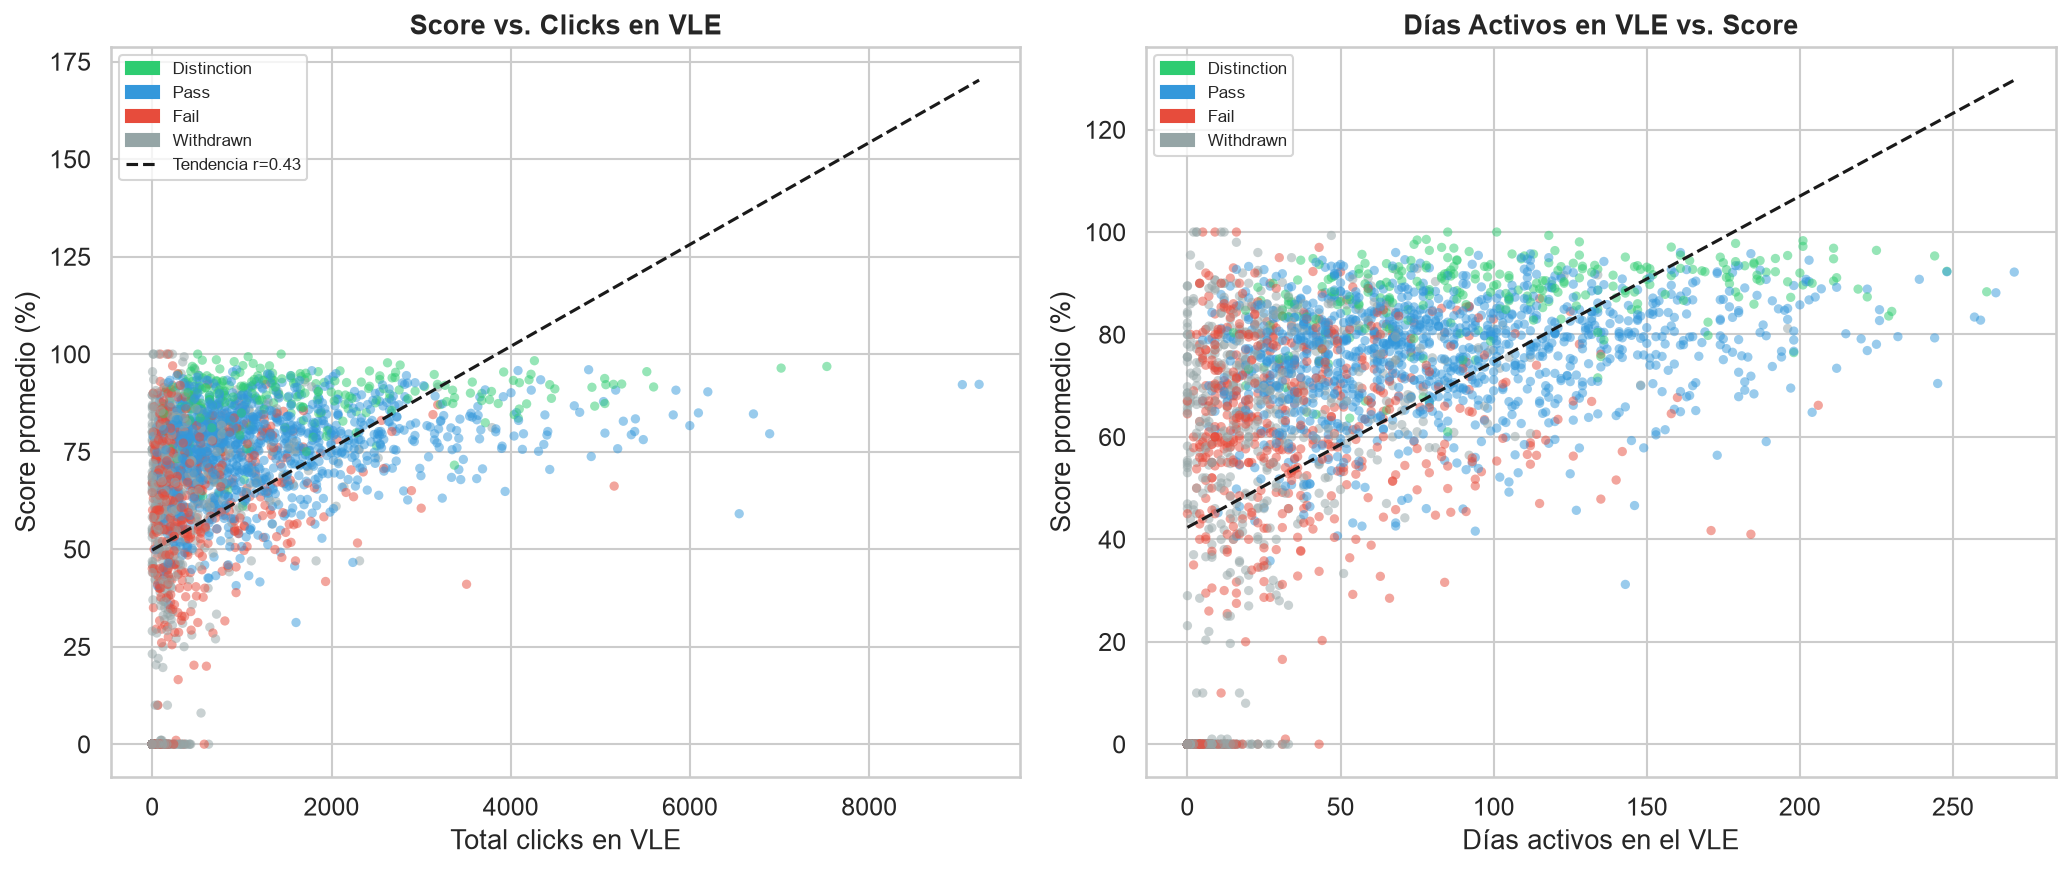 Score vs. Clicks en VLE
Distinction
Pass
Fail
Withdrawn
Tendencia r=0.43
Score promedio (%)
175
150
125
100
75
50
25
0
0 2000 4000 6000 8000
Total clicks en VLE
Días Activos en VLE vs. Score
Distinction
Pass
Fail
Withdrawn
Score promedio (%)
120
100
80
60
40
20
0
0 50 100 150 200 250
Días activos en el VLE